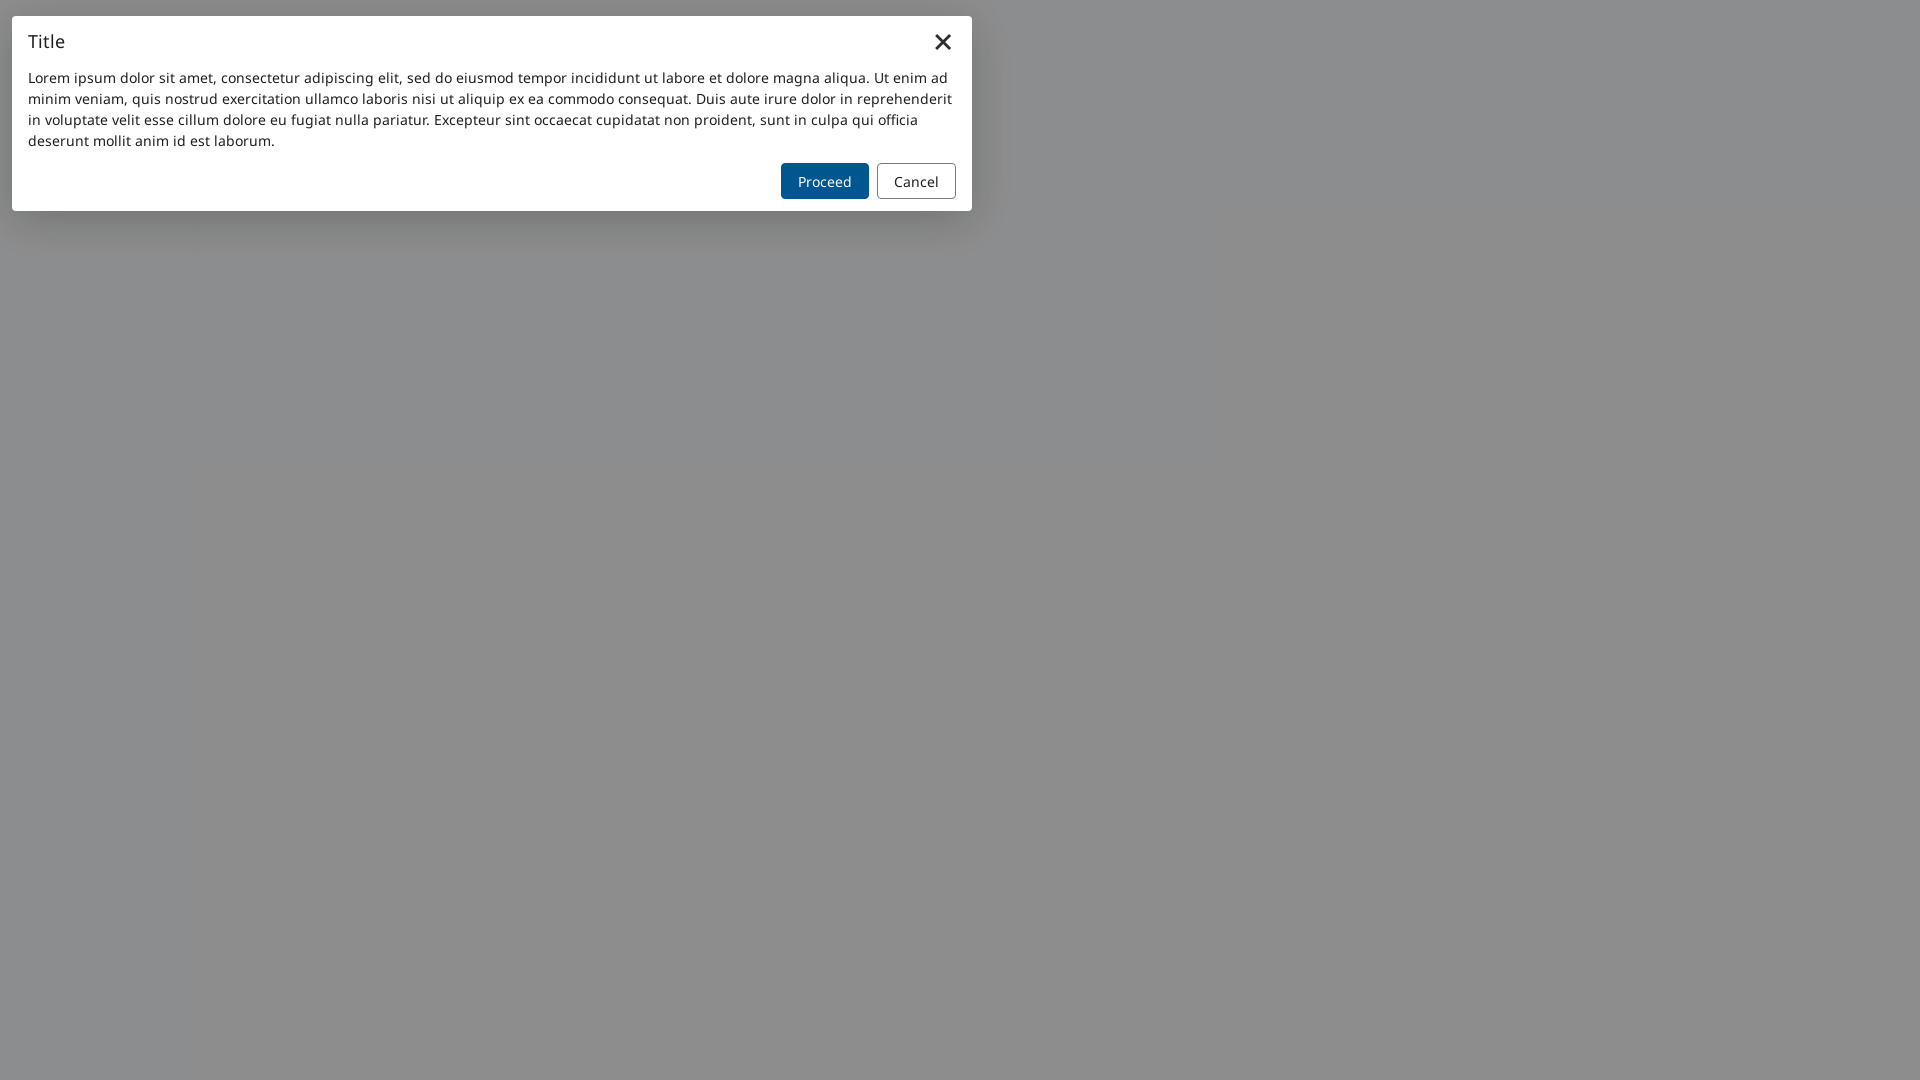 Title
Lorem ipsum dolor sit amet, consectetur adipiscing elit, sed do eiusmod tempor incididunt ut labore et dolore magna aliqua. Ut enim ad
minim veniam, quis nostrud exercitation ullamco laboris nisi ut aliquip ex ea commodo consequat. Duis aute irure dolor in reprehenderit
in voluptate velit esse cillum dolore eu fugiat nulla pariatur. Excepteur sint occaecat cupidatat non proident, sunt in culpa qui officia
deserunt mollit anim id est laborum.
Proceed Cancel